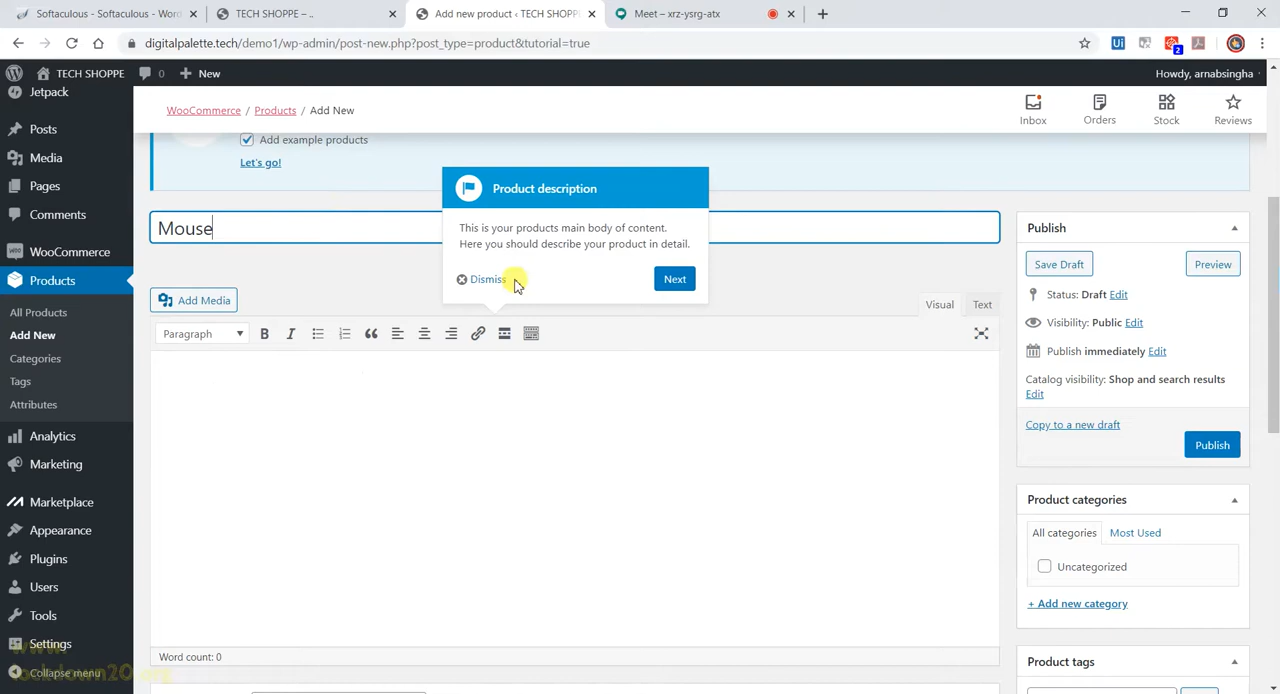 Softaculous - Softaculous - Word
TECH SHOPPE – ..
Add new product ‹ TECH SHOPPE
Meet – xrz-ysrg-atx
digitalpalette.tech/demo1/wp-admin/post-new.php?post_type=product&tutorial=true
TECH SHOPPE
0
New
Howdy, arnabsingha
Jetpack
Posts
Media
Pages
Comments
WooCommerce
Products
All Products
Add New
Categories
Tags
Attributes
Analytics
Marketing
Marketplace
Appearance
Plugins
Users
Tools
Settings
Collapse menu
WooCommerce / Products / Add New
Inbox
Orders
Stock
Reviews
Add example products
Let's go!
Product description
This is your products main body of content.
Here you should describe your product in detail.
Dismiss
Next
Mouse
Add Media
Visual
Text
Paragraph
Word count: 0
Publish
Save Draft
Preview
Status: Draft Edit
Visibility: Public Edit
Publish immediately Edit
Catalog visibility: Shop and search results
Edit
Copy to a new draft
Publish
Product categories
All categories
Most Used
Uncategorized
+ Add new category
Product tags